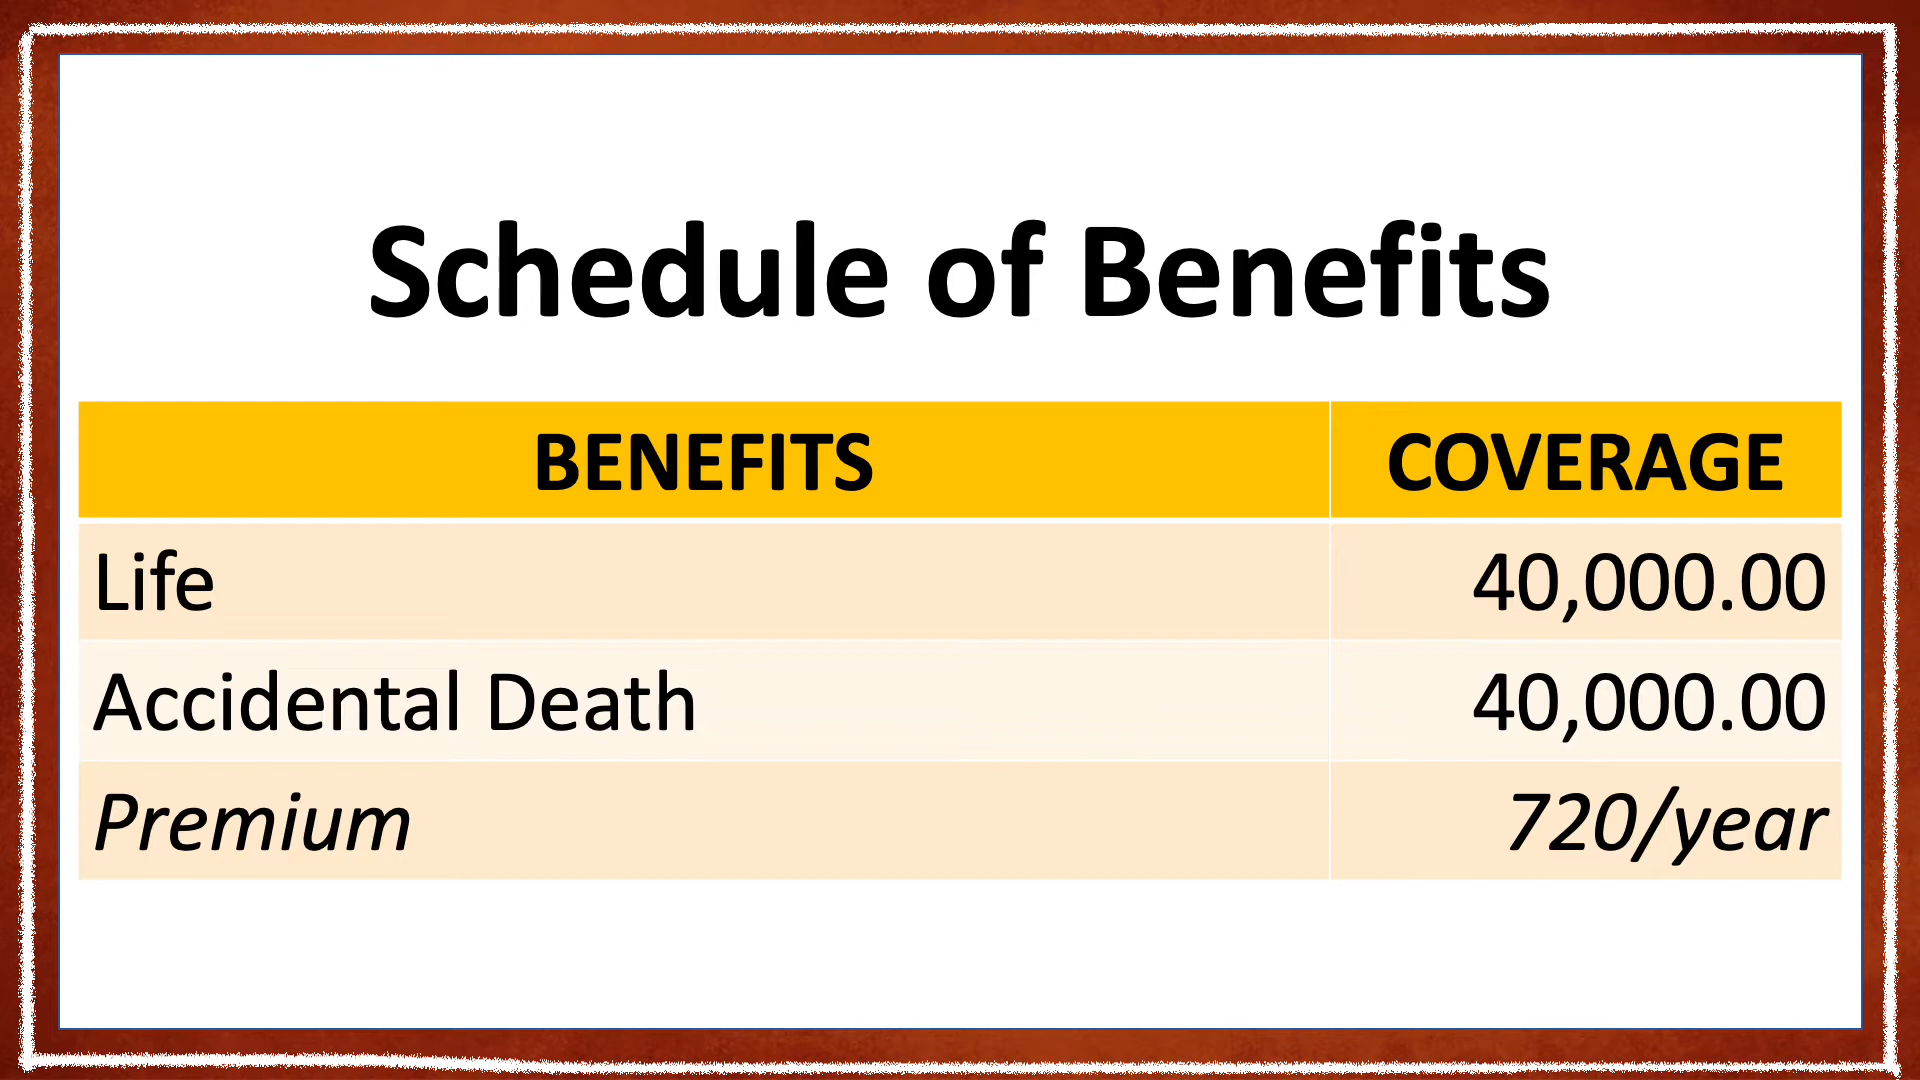 Schedule of Benefits
BENEFITS COVERAGE
Life 40,000.00
Accidental Death 40,000.00
Premium 720/year